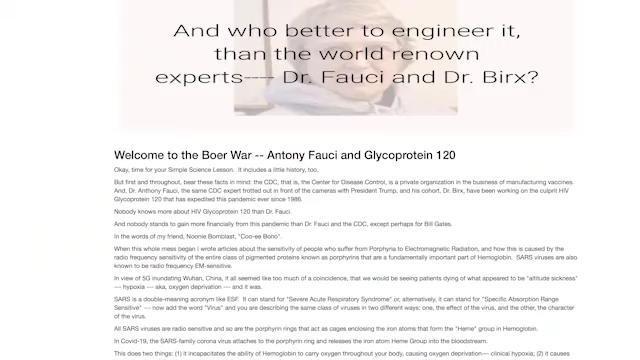 And who better to engineer it,
than the world renown
experts---- Dr. Fauci and Dr. Birx?
Welcome to the Boer War -- Antony Fauci and Glycoprotein 120
Okay, time for your Simple Science Lesson. It includes a little history, too.
But first and throughout, bear these facts in mind: the CDC, that is, the Center for Disease Control, is a private organization in the business of manufacturing vaccines.
And, Dr. Anthony Fauci, the same CDC expert trotted out in front of the cameras with President Trump, and his cohort, Dr. Birx, have been working on the culprit HIV
Glycoprotein 120 that has expedited this pandemic ever since 1986.
Nobody knows more about HIV Glycoprotein 120 than Dr. Fauci.
And nobody stands to gain more financially from this pandemic than Dr. Fauci and the CDC, except perhaps for Bill Gates.
In the words of my friend, Noonie Bomblast, "Coo-ee Bono".
When this whole mess began I wrote articles about the sensitivity of people who suffer from Porphyria to Electromagnetic Radiation, and how this is caused by the
radio frequency sensitivity of the entire class of pigmented proteins known as porphyrins that are a fundamentally important part of Hemoglobin. SARS viruses are also
known to be radio frequency EM-sensitive.
In view of 5G inundating Wuhan, China, it all seemed like too much of a coincidence, that we would be seeing patients dying of what appeared to be "altitude sickness"
---- hypoxia --- aka, oxygen deprivation--- and it was.
SARS is a double-meaning acronym like ESF. It can stand for "Severe Acute Respiratory Syndrome" or, alternatively, it can stand for "Specific Absorption Range
Sensitive" ---- now add the word "Virus" and you are describing the same class of viruses in two different ways: one, the effect of the virus, and the other, the character
of the virus.
All SARS viruses are radio sensitive and so are the porphyrin rings that act as cages enclosing the iron atoms that form the "Heme" group in Hemoglobin.
In Covid-19, the SARS-family corona virus attaches to the porphyrin ring and releases the iron atom Heme Group into the bloodstream.
This does two things: (1) it incapacitates the ability of Hemoglobin to carry oxygen throughout your body, causing oxygen deprivation--- clinical hypoxia; (2) it causes